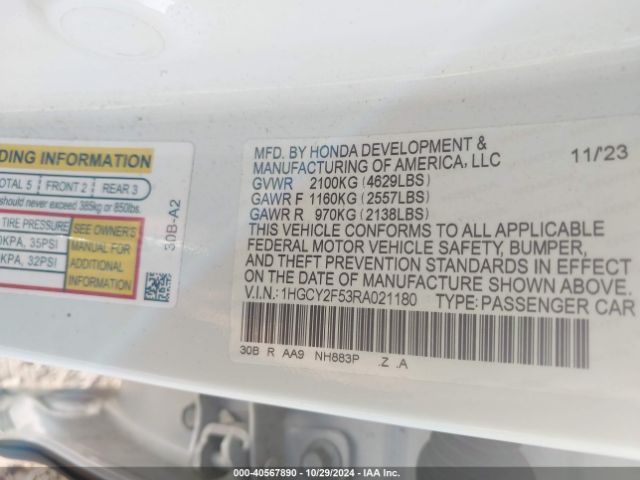 DING INFORMATION
TOTAL 5 FRONT 2 REAR 3
should never exceed 385kg or 850lbs.
TIRE PRESSURE
KPA, 35PSI
KPA, 32PSI
SEE OWNER'S
MANUAL FOR
ADDITIONAL
INFORMATION
30B-A2
MFD. BY HONDA DEVELOPMENT &
MANUFACTURING OF AMERICA, LLC 11/23
GVWR 2100KG (4629LBS)
GAWR F 1160KG (2557LBS)
GAWR R 970KG (2138LBS)
THIS VEHICLE CONFORMS TO ALL APPLICABLE
FEDERAL MOTOR VEHICLE SAFETY, BUMPER,
AND THEFT PREVENTION STANDARDS IN EFFECT
ON THE DATE OF MANUFACTURE SHOWN ABOVE.
V.I.N.: 1HGCY2F53RA021180 TYPE: PASSENGER CAR
30B R AA9 NH883P .Z .A
000-40567890 | 10/29/2024 | IAA Inc.